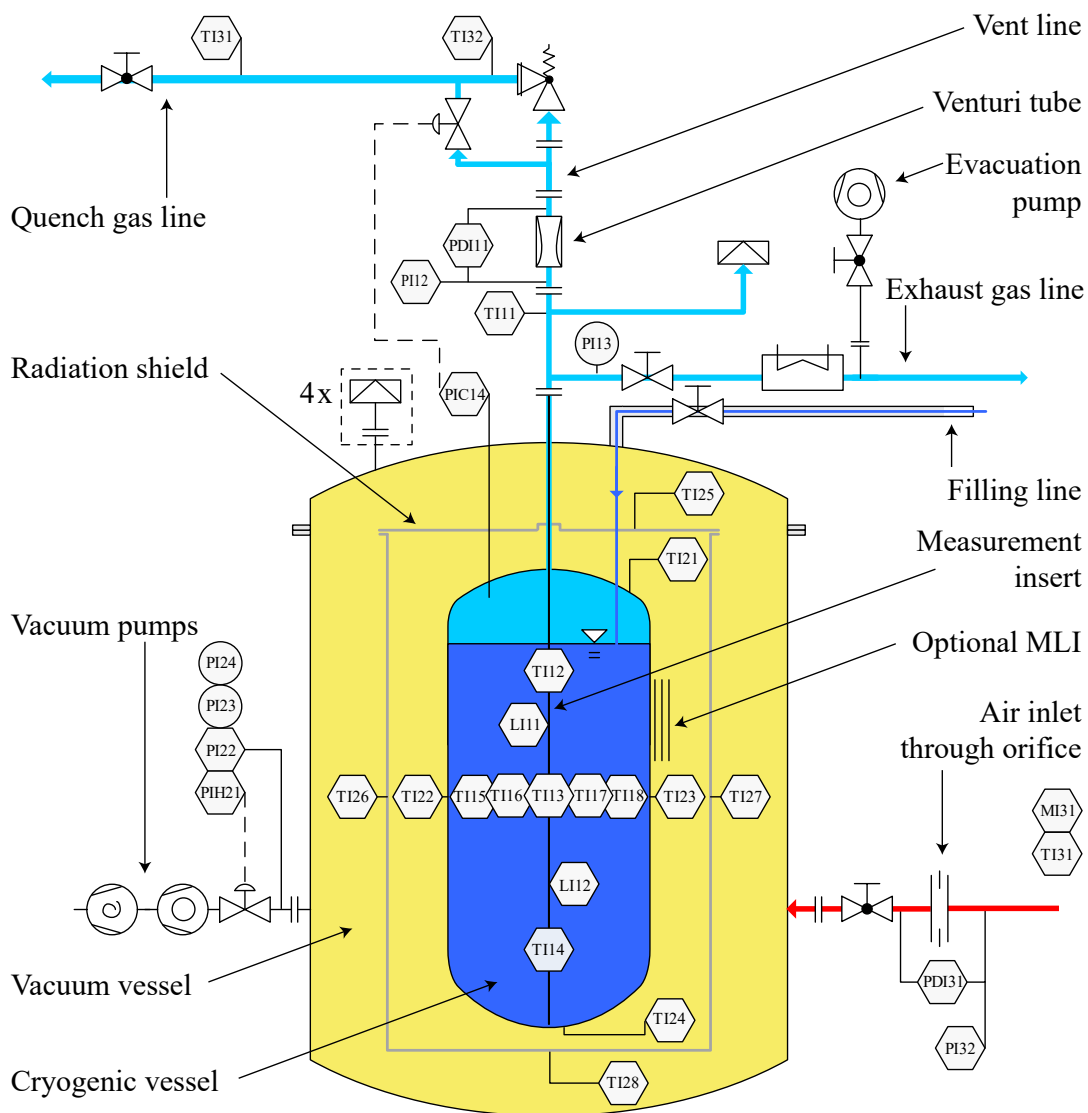 TI31
TI32
Vent line
Venturi tube
Evacuation
pump
Quench gas line
PDI11
PI12
TI11
Exhaust gas line
PI13
Radiation shield
4x
PIC14
Filling line
TI25
Measurement
insert
TI21
Vacuum pumps
Optional MLI
PI24
TI12
PI23
LI11
Air inlet
through orifice
PI22
PIH21
TI26
TI22
TI15
TI16
TI13
TI17
TI18
TI23
TI27
MI31
TI31
LI12
TI14
Vacuum vessel
PDI31
TI24
PI32
Cryogenic vessel
TI28